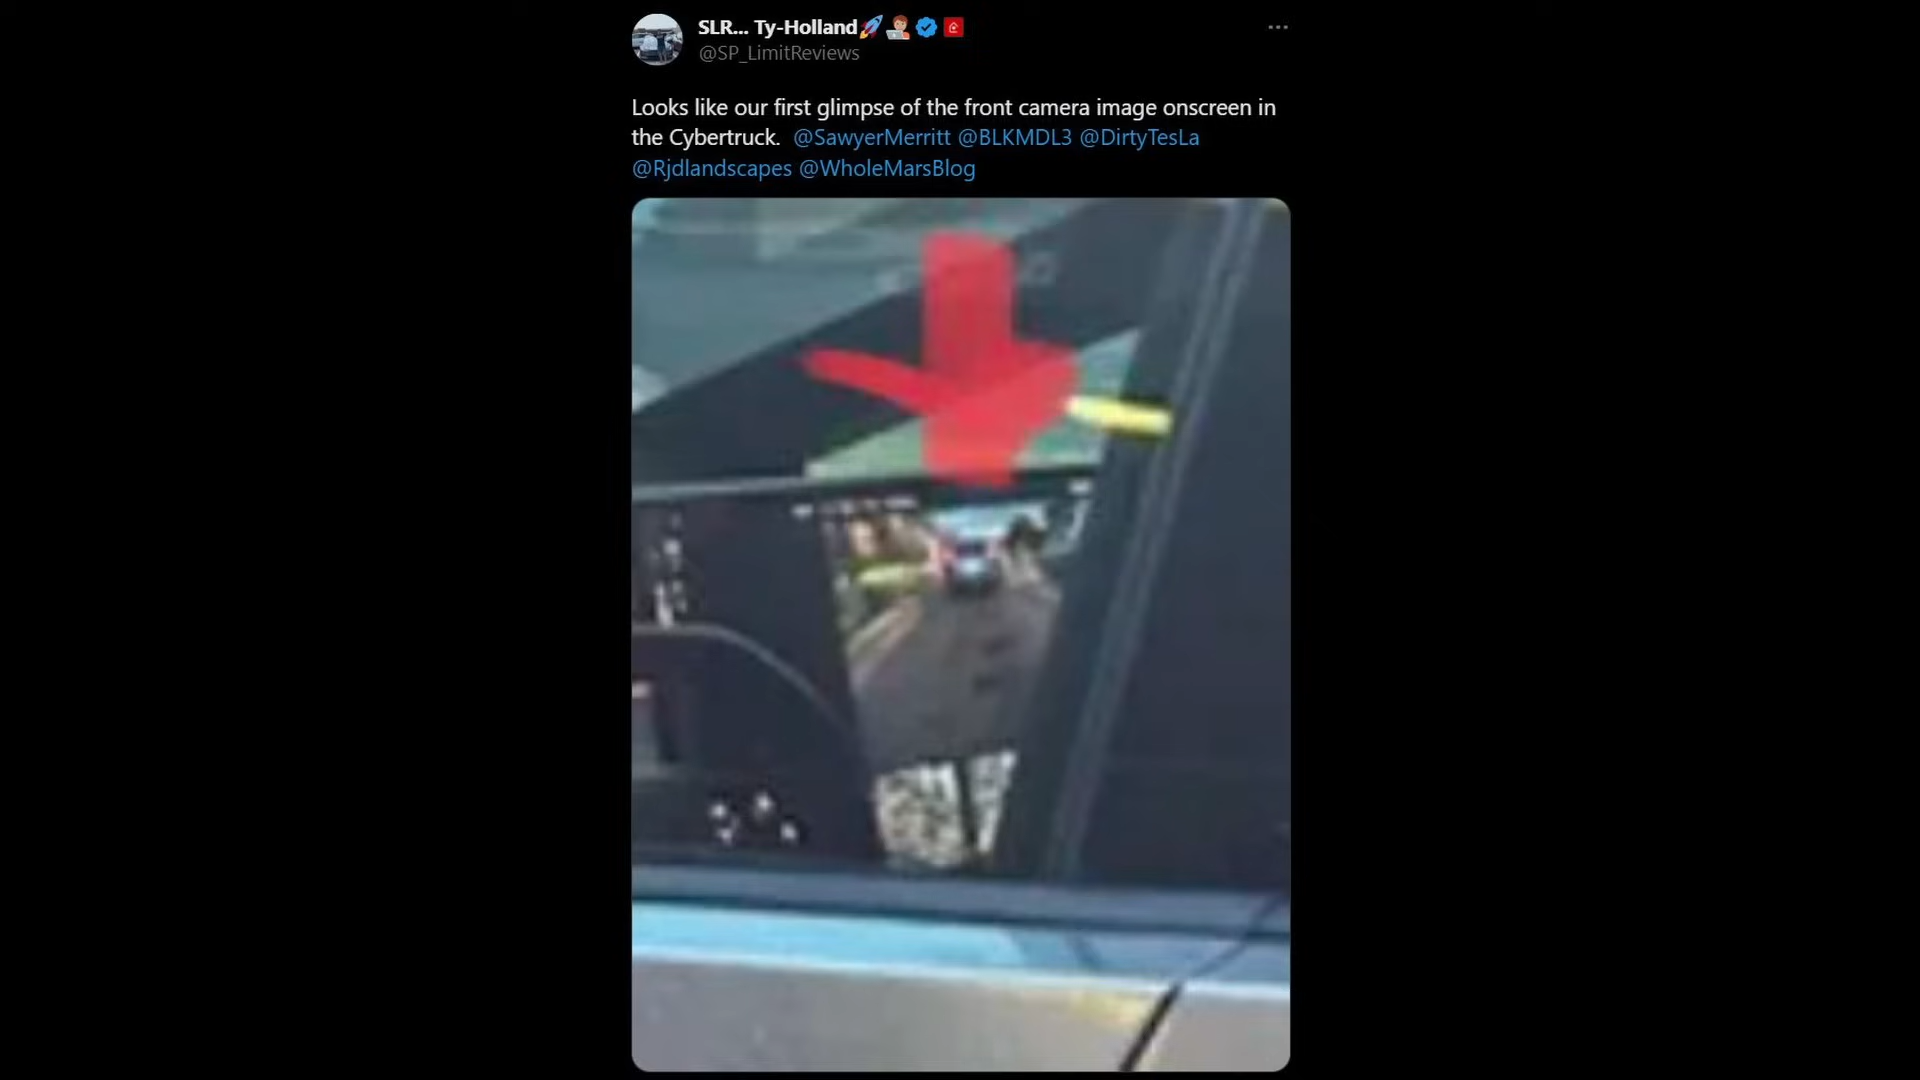 SLR... Ty-Holland🚀👨🏼‍💻
@SP_LimitReviews
Looks like our first glimpse of the front camera image onscreen in
the Cybertruck. @SawyerMerritt @BLKMDL3 @DirtyTesLa
@Rjdlandscapes @WholeMarsBlog